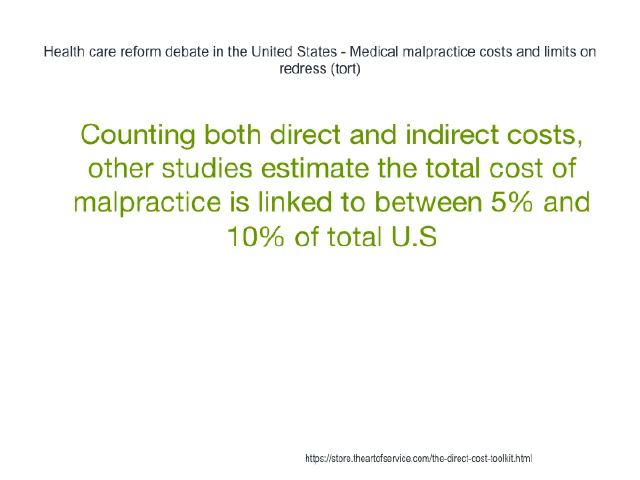 Health care reform debate in the United States - Medical malpractice costs and limits on
redress (tort)
Counting both direct and indirect costs,
other studies estimate the total cost of
malpractice is linked to between 5% and
10% of total U.S
https://store.theartofservice.com/the-direct-cost-toolkit.html